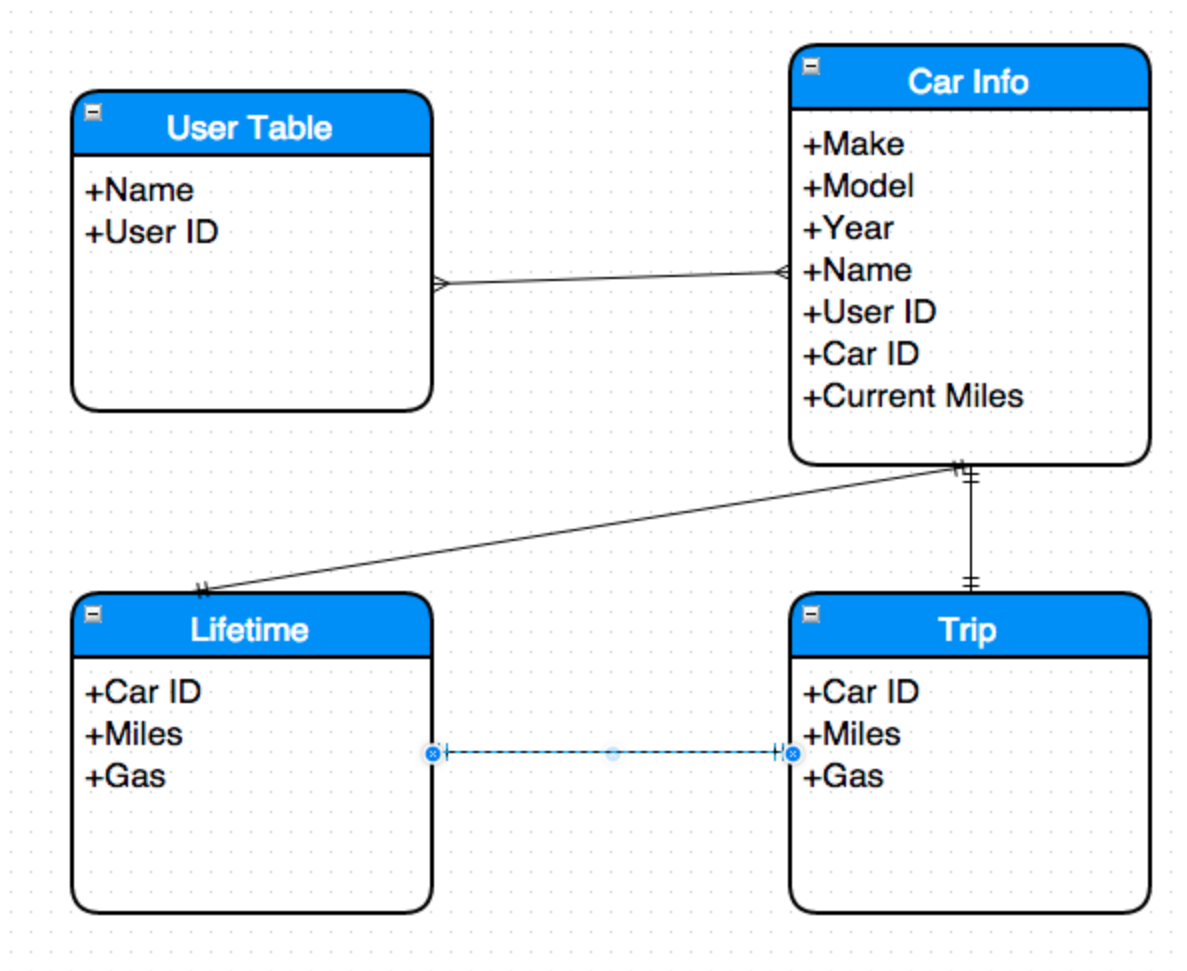 User Table
+Name
+User ID
Car Info
+Make
+Model
+Year
+Name
+User ID
+Car ID
+Current Miles
Lifetime
+Car ID
+Miles
+Gas
Trip
+Car ID
+Miles
+Gas